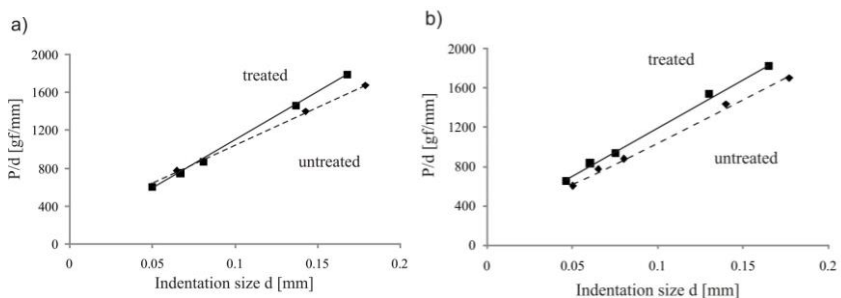 a)
2000
1600
1200
800
400
0
P/d [gf/mm]
treated
untreated
0
0.05
0.1
0.15
0.2
Indentation size d [mm]
b)
2000
1600
1200
800
400
0
P/d [gf/mm]
treated
untreated
0
0.05
0.1
0.15
0.2
Indentation size d [mm]